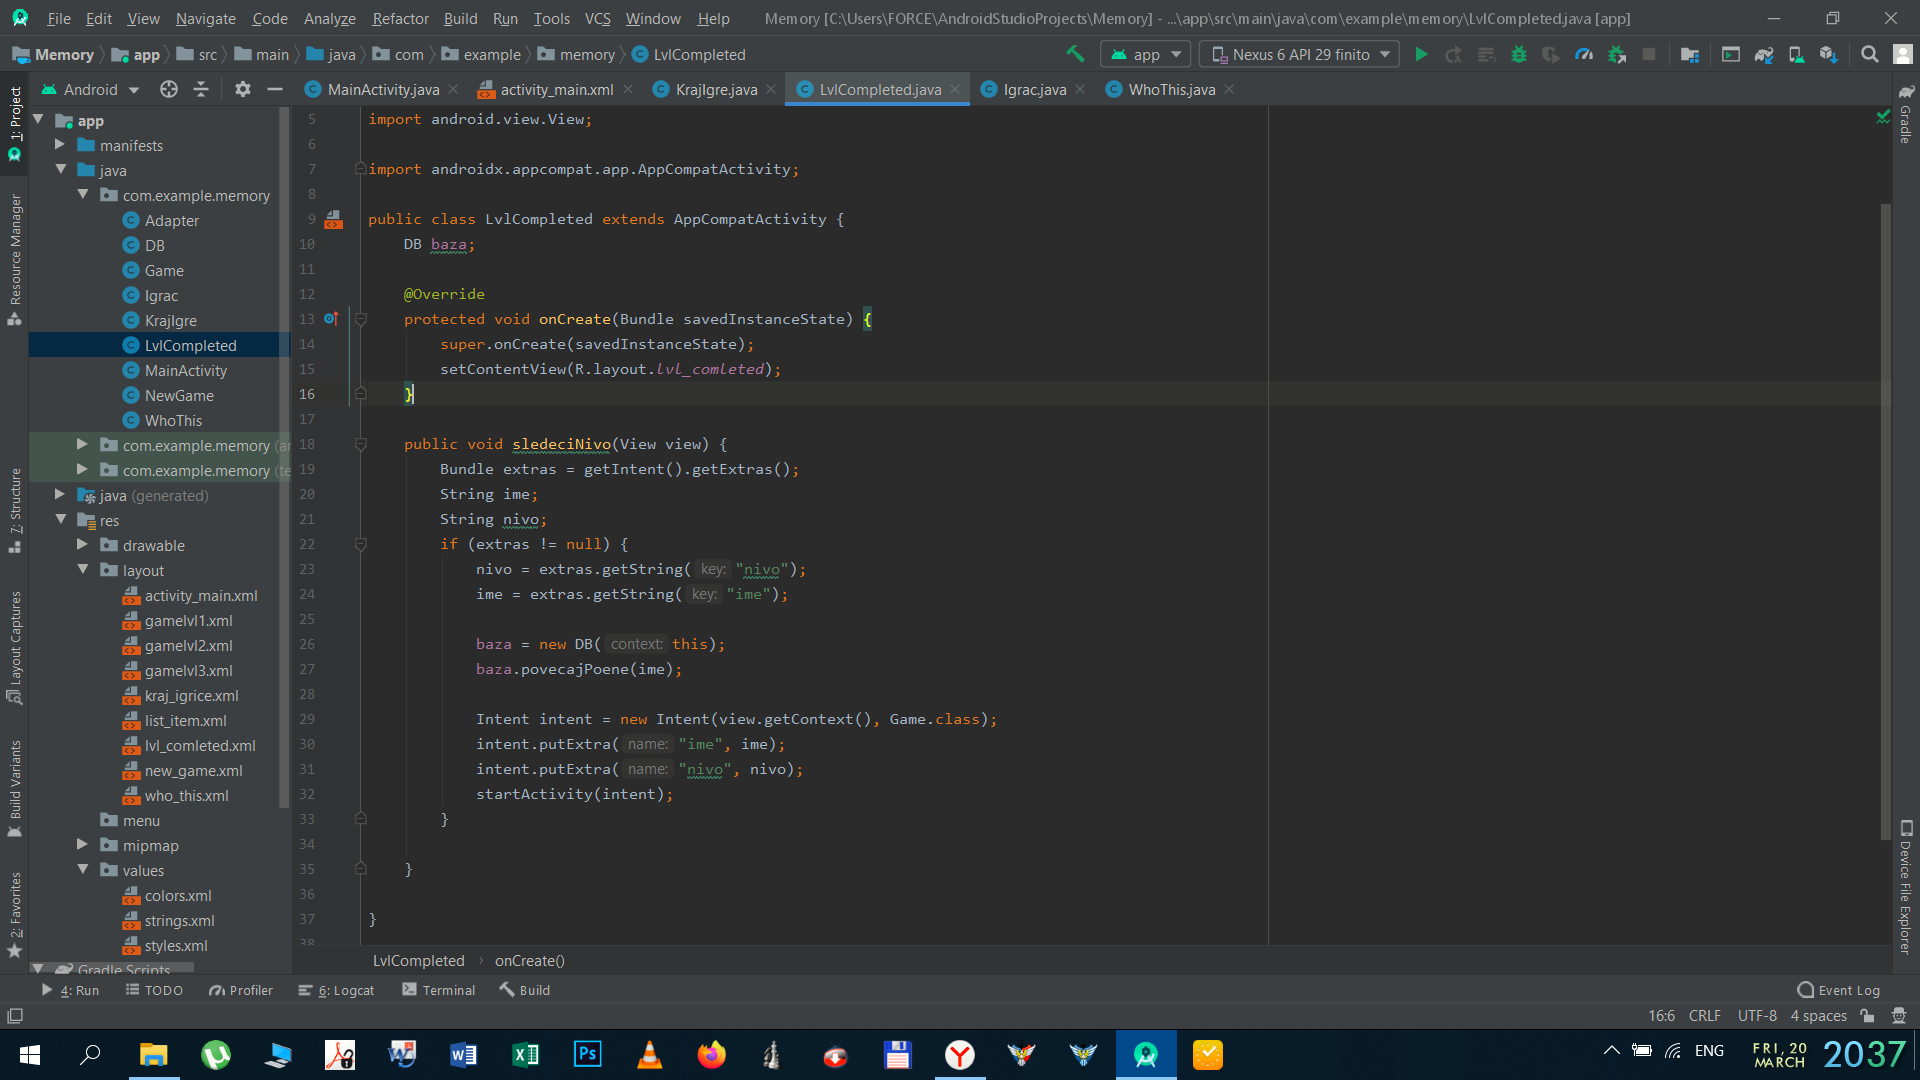 File Edit View Navigate Code Analyze Refactor Build Run Tools VCS Window Help Memory [C:\Users\FORCE\AndroidStudioProjects\Memory] - ...\app\src\main\java\com\example\memory\LvlCompleted.java [app]
Memory app src main java com example memory LvlCompleted app Nexus 6 API 29 finito
Android MainActivity.java activity_main.xml KrajIgre.java LvlCompleted.java Igrac.java WhoThis.java
1: Project
Resource Manager
7: Structure
Layout Captures
Build Variants
2: Favorites
app
manifests
java
com.example.memory
Adapter
DB
Game
Igrac
KrajIgre
LvlCompleted
MainActivity
NewGame
WhoThis
com.example.memory (a
com.example.memory (te
java (generated)
res
drawable
layout
activity_main.xml
gamelvl1.xml
gamelvl2.xml
gamelvl3.xml
kraj_igrice.xml
list_item.xml
lvl_comleted.xml
new_game.xml
who_this.xml
menu
mipmap
values
colors.xml
strings.xml
styles.xml
Gradle Scripts
5 import android.view.View;
6
7 import androidx.appcompat.app.AppCompatActivity;
8
9 public class LvlCompleted extends AppCompatActivity {
10 DB baza;
11
12 @Override
13 protected void onCreate(Bundle savedInstanceState) {
14 super.onCreate(savedInstanceState);
15 setContentView(R.layout.lvl_comleted);
16 }
17
18 public void sledeciNivo(View view) {
19 Bundle extras = getIntent().getExtras();
20 String ime;
21 String nivo;
22 if (extras != null) {
23 nivo = extras.getString( key: "nivo");
24 ime = extras.getString( key: "ime");
25
26 baza = new DB( context: this);
27 baza.povecajPoene(ime);
28
29 Intent intent = new Intent(view.getContext(), Game.class);
30 intent.putExtra( name: "ime", ime);
31 intent.putExtra( name: "nivo", nivo);
32 startActivity(intent);
33 }
34
35 }
36
37 }
38
Gradle
Device File Explorer
LvlCompleted onCreate()
4: Run TODO Profiler 6: Logcat Terminal Build Event Log
16:6 CRLF UTF-8 4 spaces
ENG FRI, 20 MARCH 2037